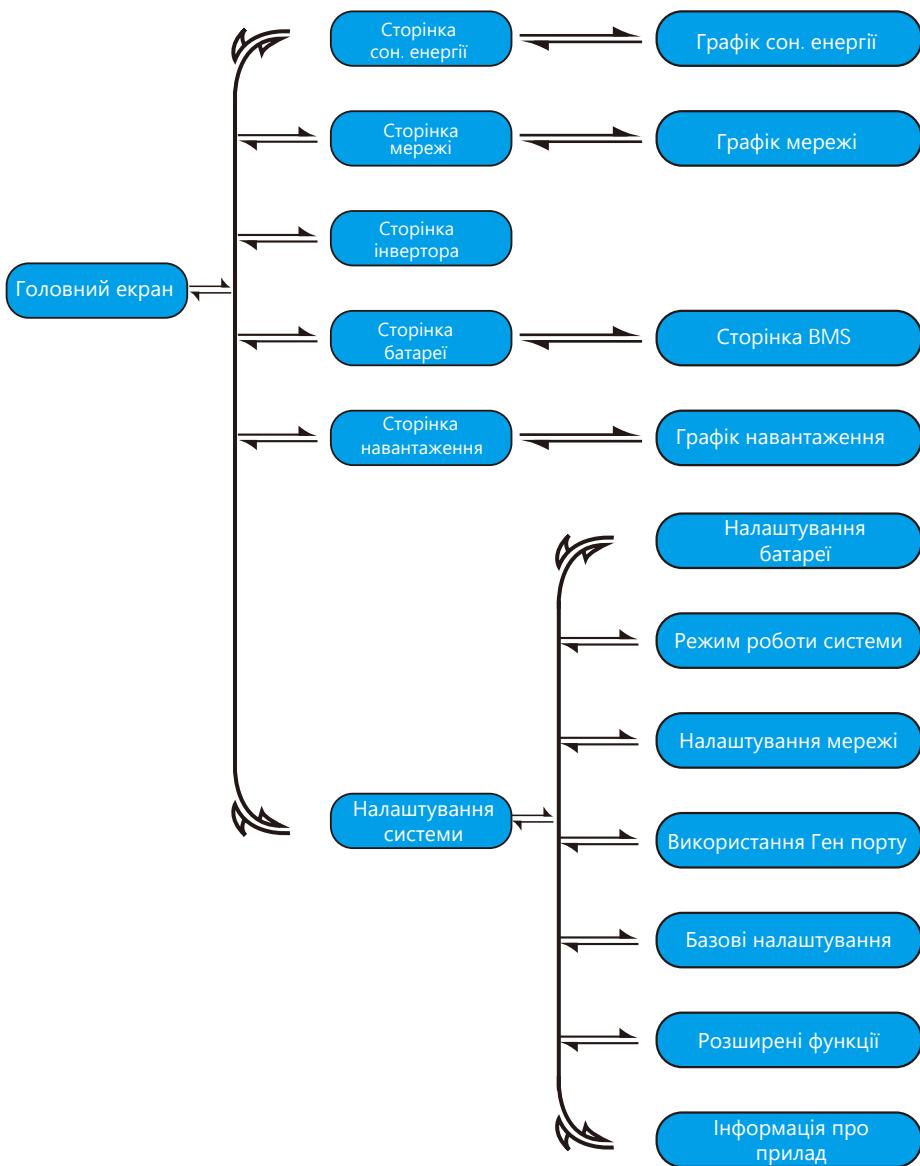 Сторінка
сон. енергії
Графік сон. енергії
Сторінка
мережі
Графік мережі
Сторінка
інвертора
Головний екран
Сторінка
батареї
Сторінка BMS
Сторінка
навантаження
Графік навантаження
Налаштування
батареї
Режим роботи системи
Налаштування мережі
Налаштування
системи
Використання Ген порту
Базові налаштування
Розширені функції
Інформація про
прилад